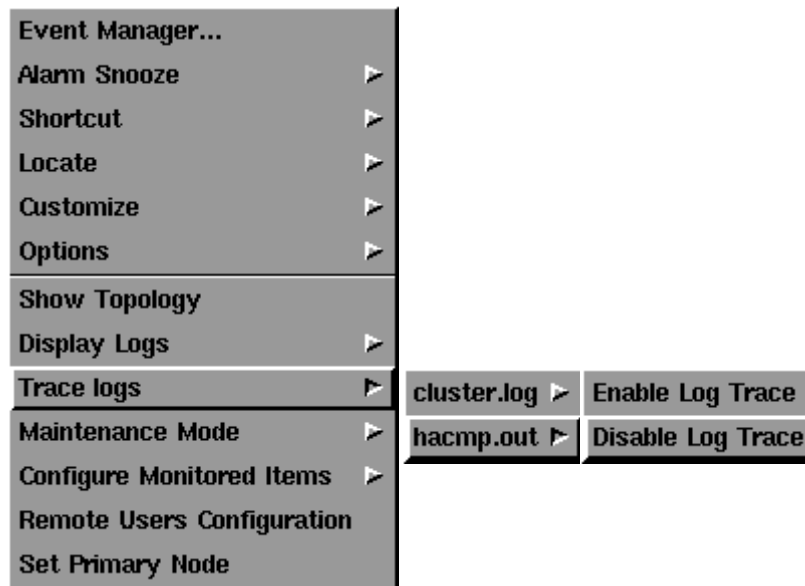 Event Manager...
Alarm Snooze
Shortcut
Locate
Customize
Options
Show Topology
Display Logs
Trace logs
cluster.log
Enable Log Trace
hacmp.out
Disable Log Trace
Maintenance Mode
Configure Monitored Items
Remote Users Configuration
Set Primary Node